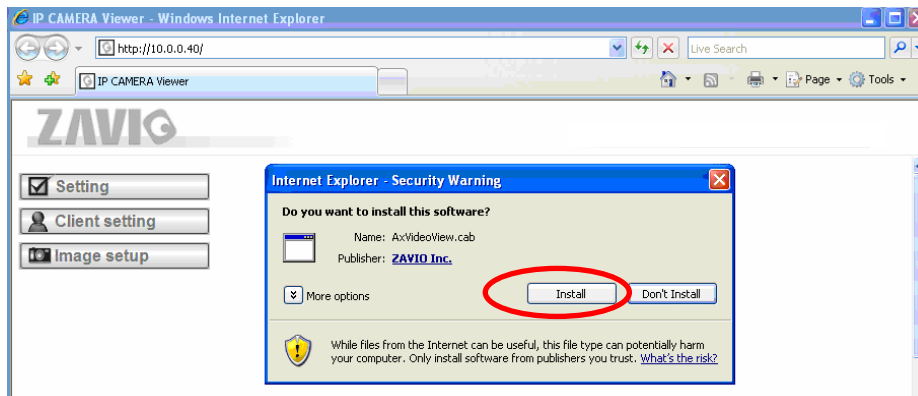 IP CAMERA Viewer - Windows Internet Explorer
http://10.0.0.40/
Live Search
IP CAMERA Viewer
Page
Tools
ZAVIO
Setting
Client setting
Image setup
Internet Explorer - Security Warning
Do you want to install this software?
Name: AxVideoView.cab
Publisher: ZAVIO Inc.
More options
Install
Don't Install
While files from the Internet can be useful, this file type can potentially harm
your computer. Only install software from publishers you trust. What's the risk?